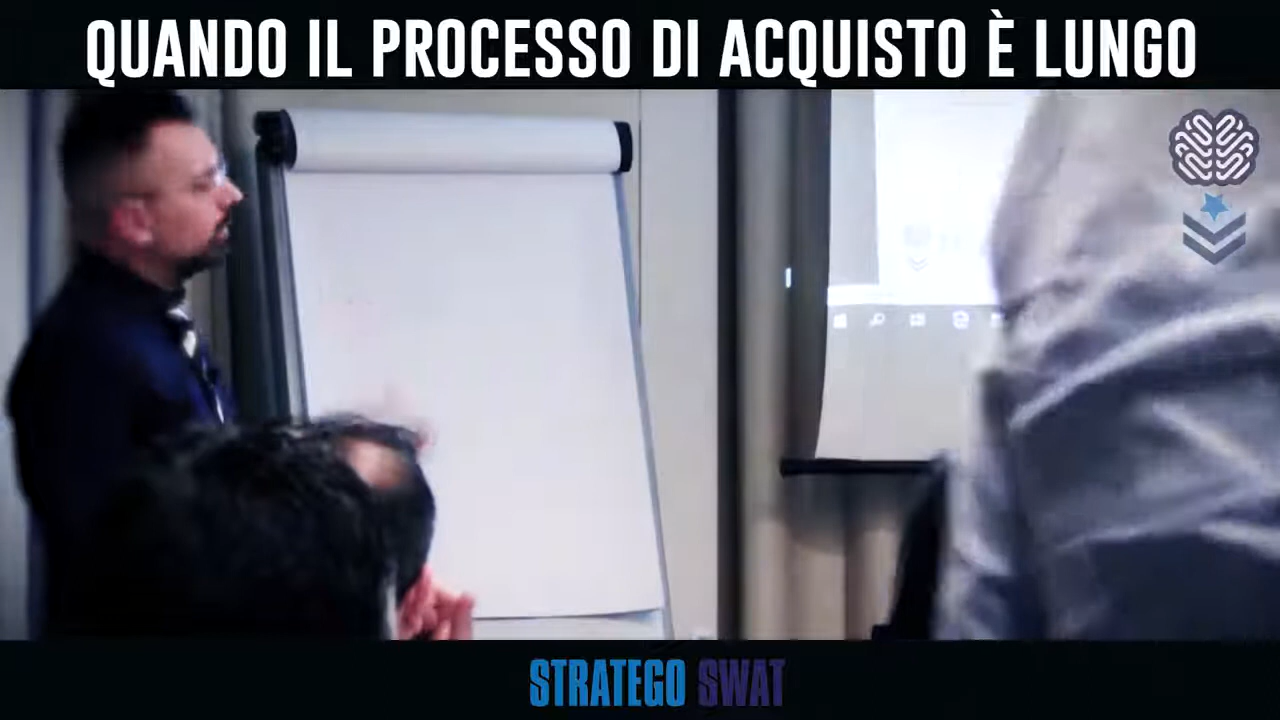 QUANDO IL PROCESSO DI ACQUISTO È LUNGO
STRATEGO SWAT